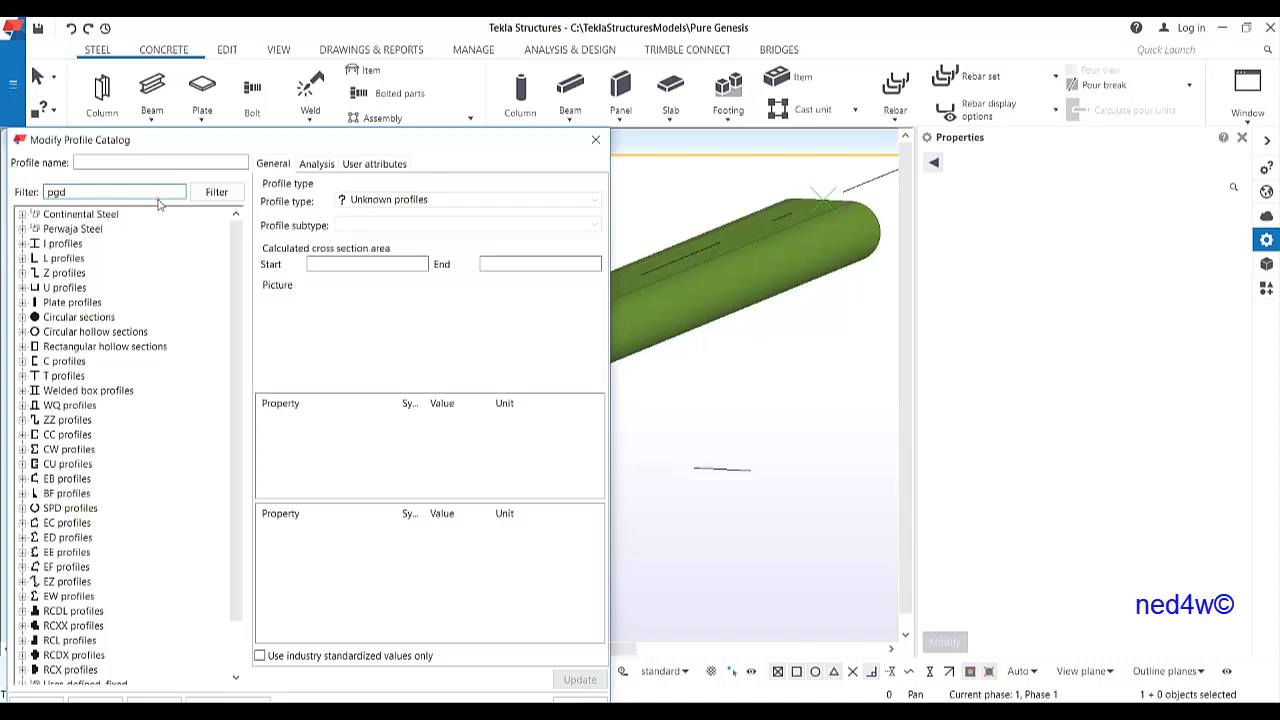 Tekla Structures - C:\TeklaStructuresModels\Pure Genesis
Log in
STEEL CONCRETE EDIT VIEW DRAWINGS & REPORTS MANAGE ANALYSIS & DESIGN TRIMBLE CONNECT BRIDGES Quick Launch
Column Beam Plate Bolt Weld
Item
Bolted parts
Assembly
Column Beam Panel Slab Footing
Item
Cast unit
Rebar
Rebar set
Rebar display options
Pour view
Pour break
Calculate pour units
Window
Modify Profile Catalog
Profile name:
Filter: pgd Filter
Continental Steel
Perwaja Steel
I profiles
L profiles
Z profiles
U profiles
Plate profiles
Circular sections
Circular hollow sections
Rectangular hollow sections
C profiles
T profiles
Welded box profiles
WQ profiles
ZZ profiles
CC profiles
CW profiles
CU profiles
EB profiles
BF profiles
SPD profiles
EC profiles
ED profiles
EE profiles
EF profiles
EZ profiles
EW profiles
RCDL profiles
RCXX profiles
RCL profiles
RCDX profiles
RCX profiles
General Analysis User attributes
Profile type
Profile type: ? Unknown profiles
Profile subtype:
Calculated cross section area
Start End
Picture
Property Sy... Value Unit
Property Sy... Value Unit
Use industry standardized values only
Update
Properties
ned4w©
Modify
standard Auto View plane Outline planes
0 Pan Current phase: 1, Phase 1 1 + 0 objects selected